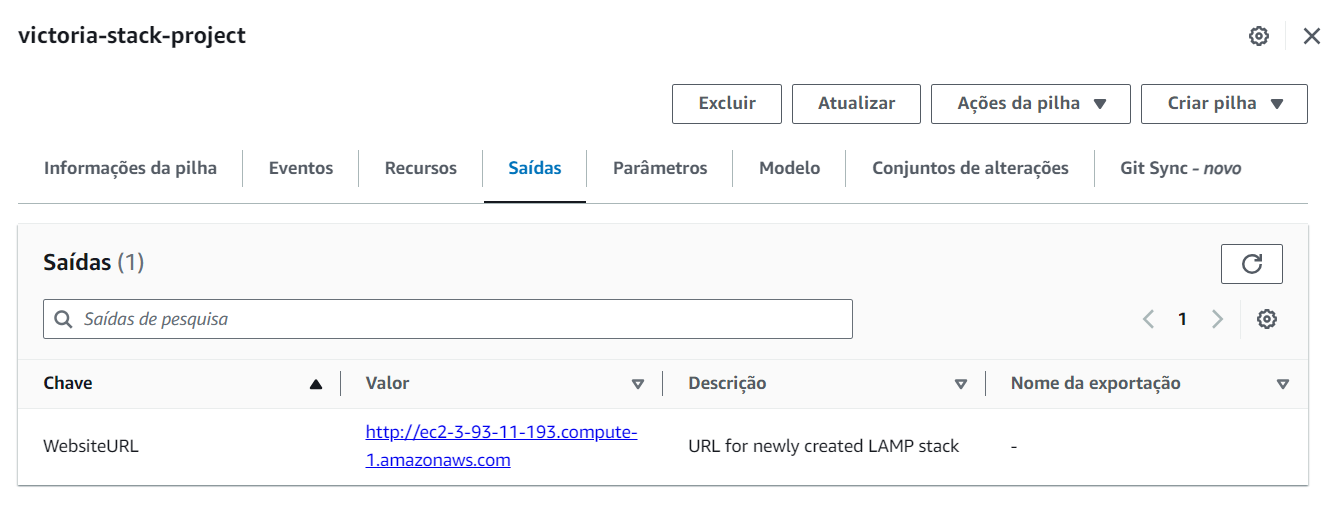 victoria-stack-project
Excluir
Atualizar
Ações da pilha
Criar pilha
Informações da pilha
Eventos
Recursos
Saídas
Parâmetros
Modelo
Conjuntos de alterações
Git Sync - novo
Saídas (1)
Saídas de pesquisa
1
Chave
Valor
Descrição
Nome da exportação
WebsiteURL
http://ec2-3-93-11-193.compute-
1.amazonaws.com
URL for newly created LAMP stack
-